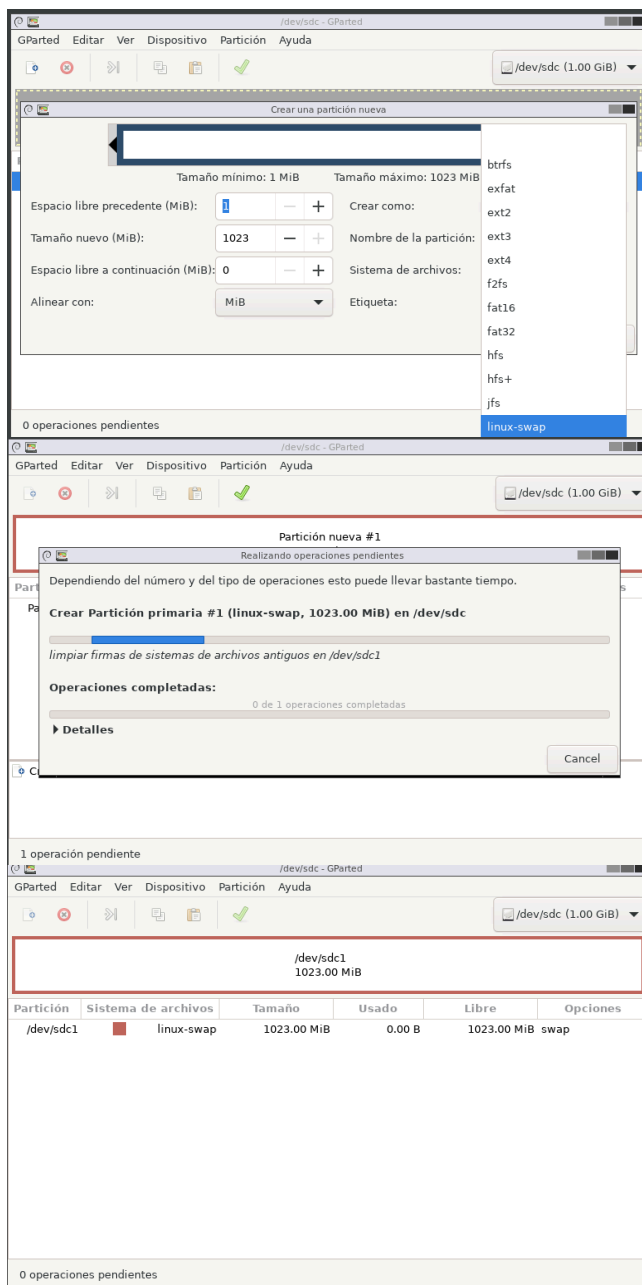 /dev/sdc - GParted
GParted Editar Ver Dispositivo Partición Ayuda
/dev/sdc (1.00 GiB)
Crear una partición nueva
Tamaño mínimo: 1 MiB Tamaño máximo: 1023 MiB
Espacio libre precedente (MiB): 1 Crear como:
Tamaño nuevo (MiB): 1023 Nombre de la partición:
Espacio libre a continuación (MiB): 0 Sistema de archivos:
Alinear con: MiB Etiqueta:
btrfs
exfat
ext2
ext3
ext4
f2fs
fat16
fat32
hfs
hfs+
jfs
linux-swap
0 operaciones pendientes
/dev/sdc - GParted
GParted Editar Ver Dispositivo Partición Ayuda
/dev/sdc (1.00 GiB)
Partición nueva #1
Realizando operaciones pendientes
Dependiendo del número y del tipo de operaciones esto puede llevar bastante tiempo.
Crear Partición primaria #1 (linux-swap, 1023.00 MiB) en /dev/sdc
limpiar firmas de sistemas de archivos antiguos en /dev/sdc1
Operaciones completadas:
0 de 1 operaciones completadas
Detalles
Cancel
1 operación pendiente
/dev/sdc - GParted
GParted Editar Ver Dispositivo Partición Ayuda
/dev/sdc (1.00 GiB)
/dev/sdc1
1023.00 MiB
Partición Sistema de archivos Tamaño Usado Libre Opciones
/dev/sdc1 linux-swap 1023.00 MiB 0.00 B 1023.00 MiB swap
0 operaciones pendientes